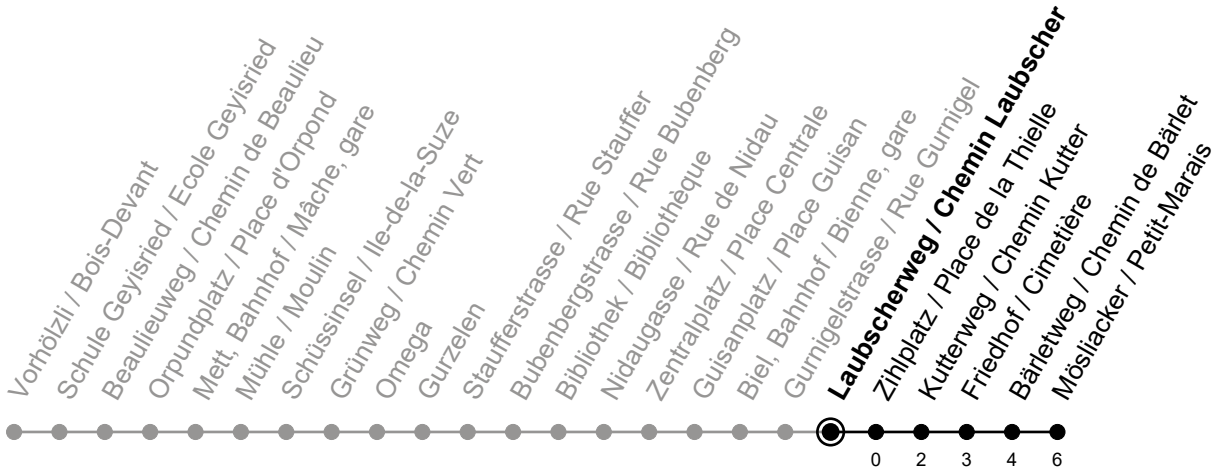 Vorhölzli / Bois-Devant
Schule Geyisried / Ecole Geyisried
Beaulieuweg / Chemin de Beaulieu
Orpundplatz / Place d'Orpond
Mett, Bahnhof / Mâche, gare
Mühle / Moulin
Schüssinsel / Ile-de-la-Suze
Grünweg / Chemin Vert
Omega
Gurzelen
Staufferstrasse / Rue Stauffer
Bubenbergstrasse / Rue Bubenberg
Bibliothek / Bibliothèque
Nidaugasse / Rue de Nidau
Zentralplatz / Place Centrale
Guisanplatz / Place Guisan
Biel, Bahnhof / Bienne, gare
Gurnigelstrasse / Rue Gurnigel
Laubscherweg / Chemin Laubscher
Zihlplatz / Place de la Thielle
Kutterweg / Chemin Kutter
Friedhof / Cimetière
Bärletweg / Chemin de Bärlet
Mösliacker / Petit-Marais
0 2 3 4 6